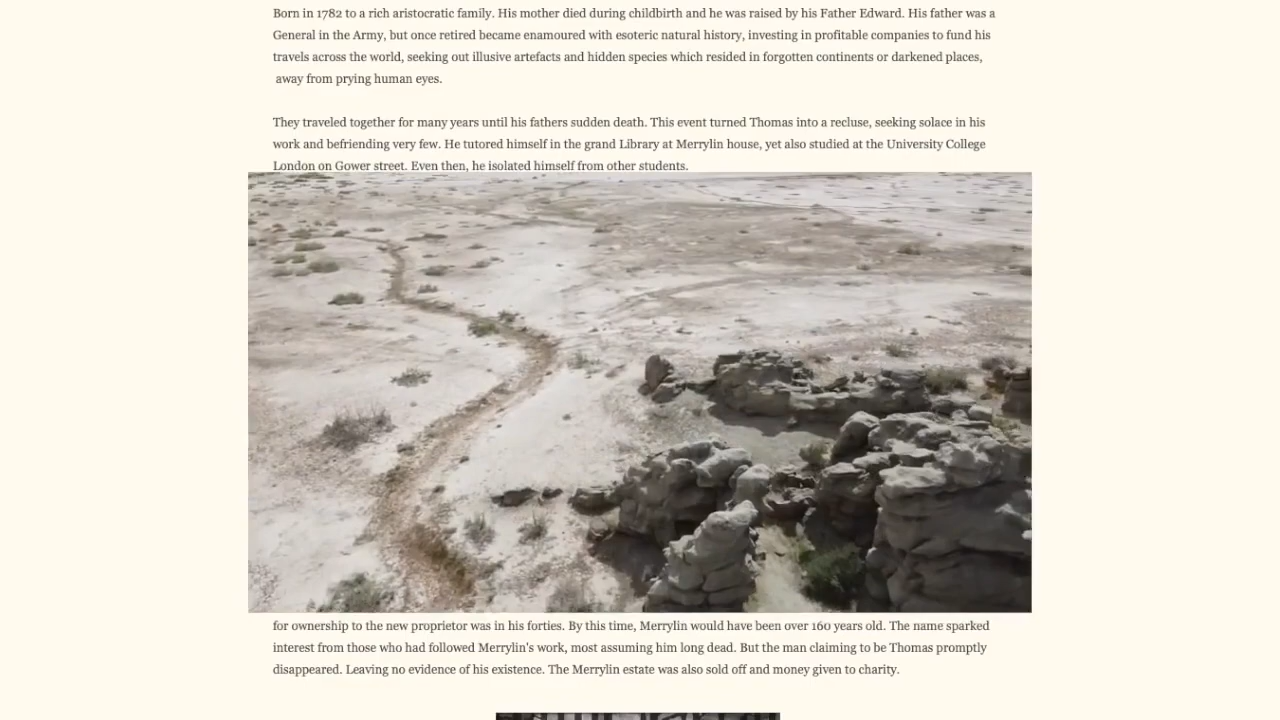 Born in 1782 to a rich aristocratic family. His mother died during childbirth and he was raised by his Father Edward. His father was a
General in the Army, but once retired became enamoured with esoteric natural history, investing in profitable companies to fund his
travels across the world, seeking out illusive artefacts and hidden species which resided in forgotten continents or darkened places,
away from prying human eyes.
They traveled together for many years until his fathers sudden death. This event turned Thomas into a recluse, seeking solace in his
work and befriending very few. He tutored himself in the grand Library at Merrylin house, yet also studied at the University College
London on Gower street. Even then, he isolated himself from other students.
for ownership to the new proprietor was in his forties. By this time, Merrylin would have been over 160 years old. The name sparked
interest from those who had followed Merrylin's work, most assuming him long dead. But the man claiming to be Thomas promptly
disappeared. Leaving no evidence of his existence. The Merrylin estate was also sold off and money given to charity.